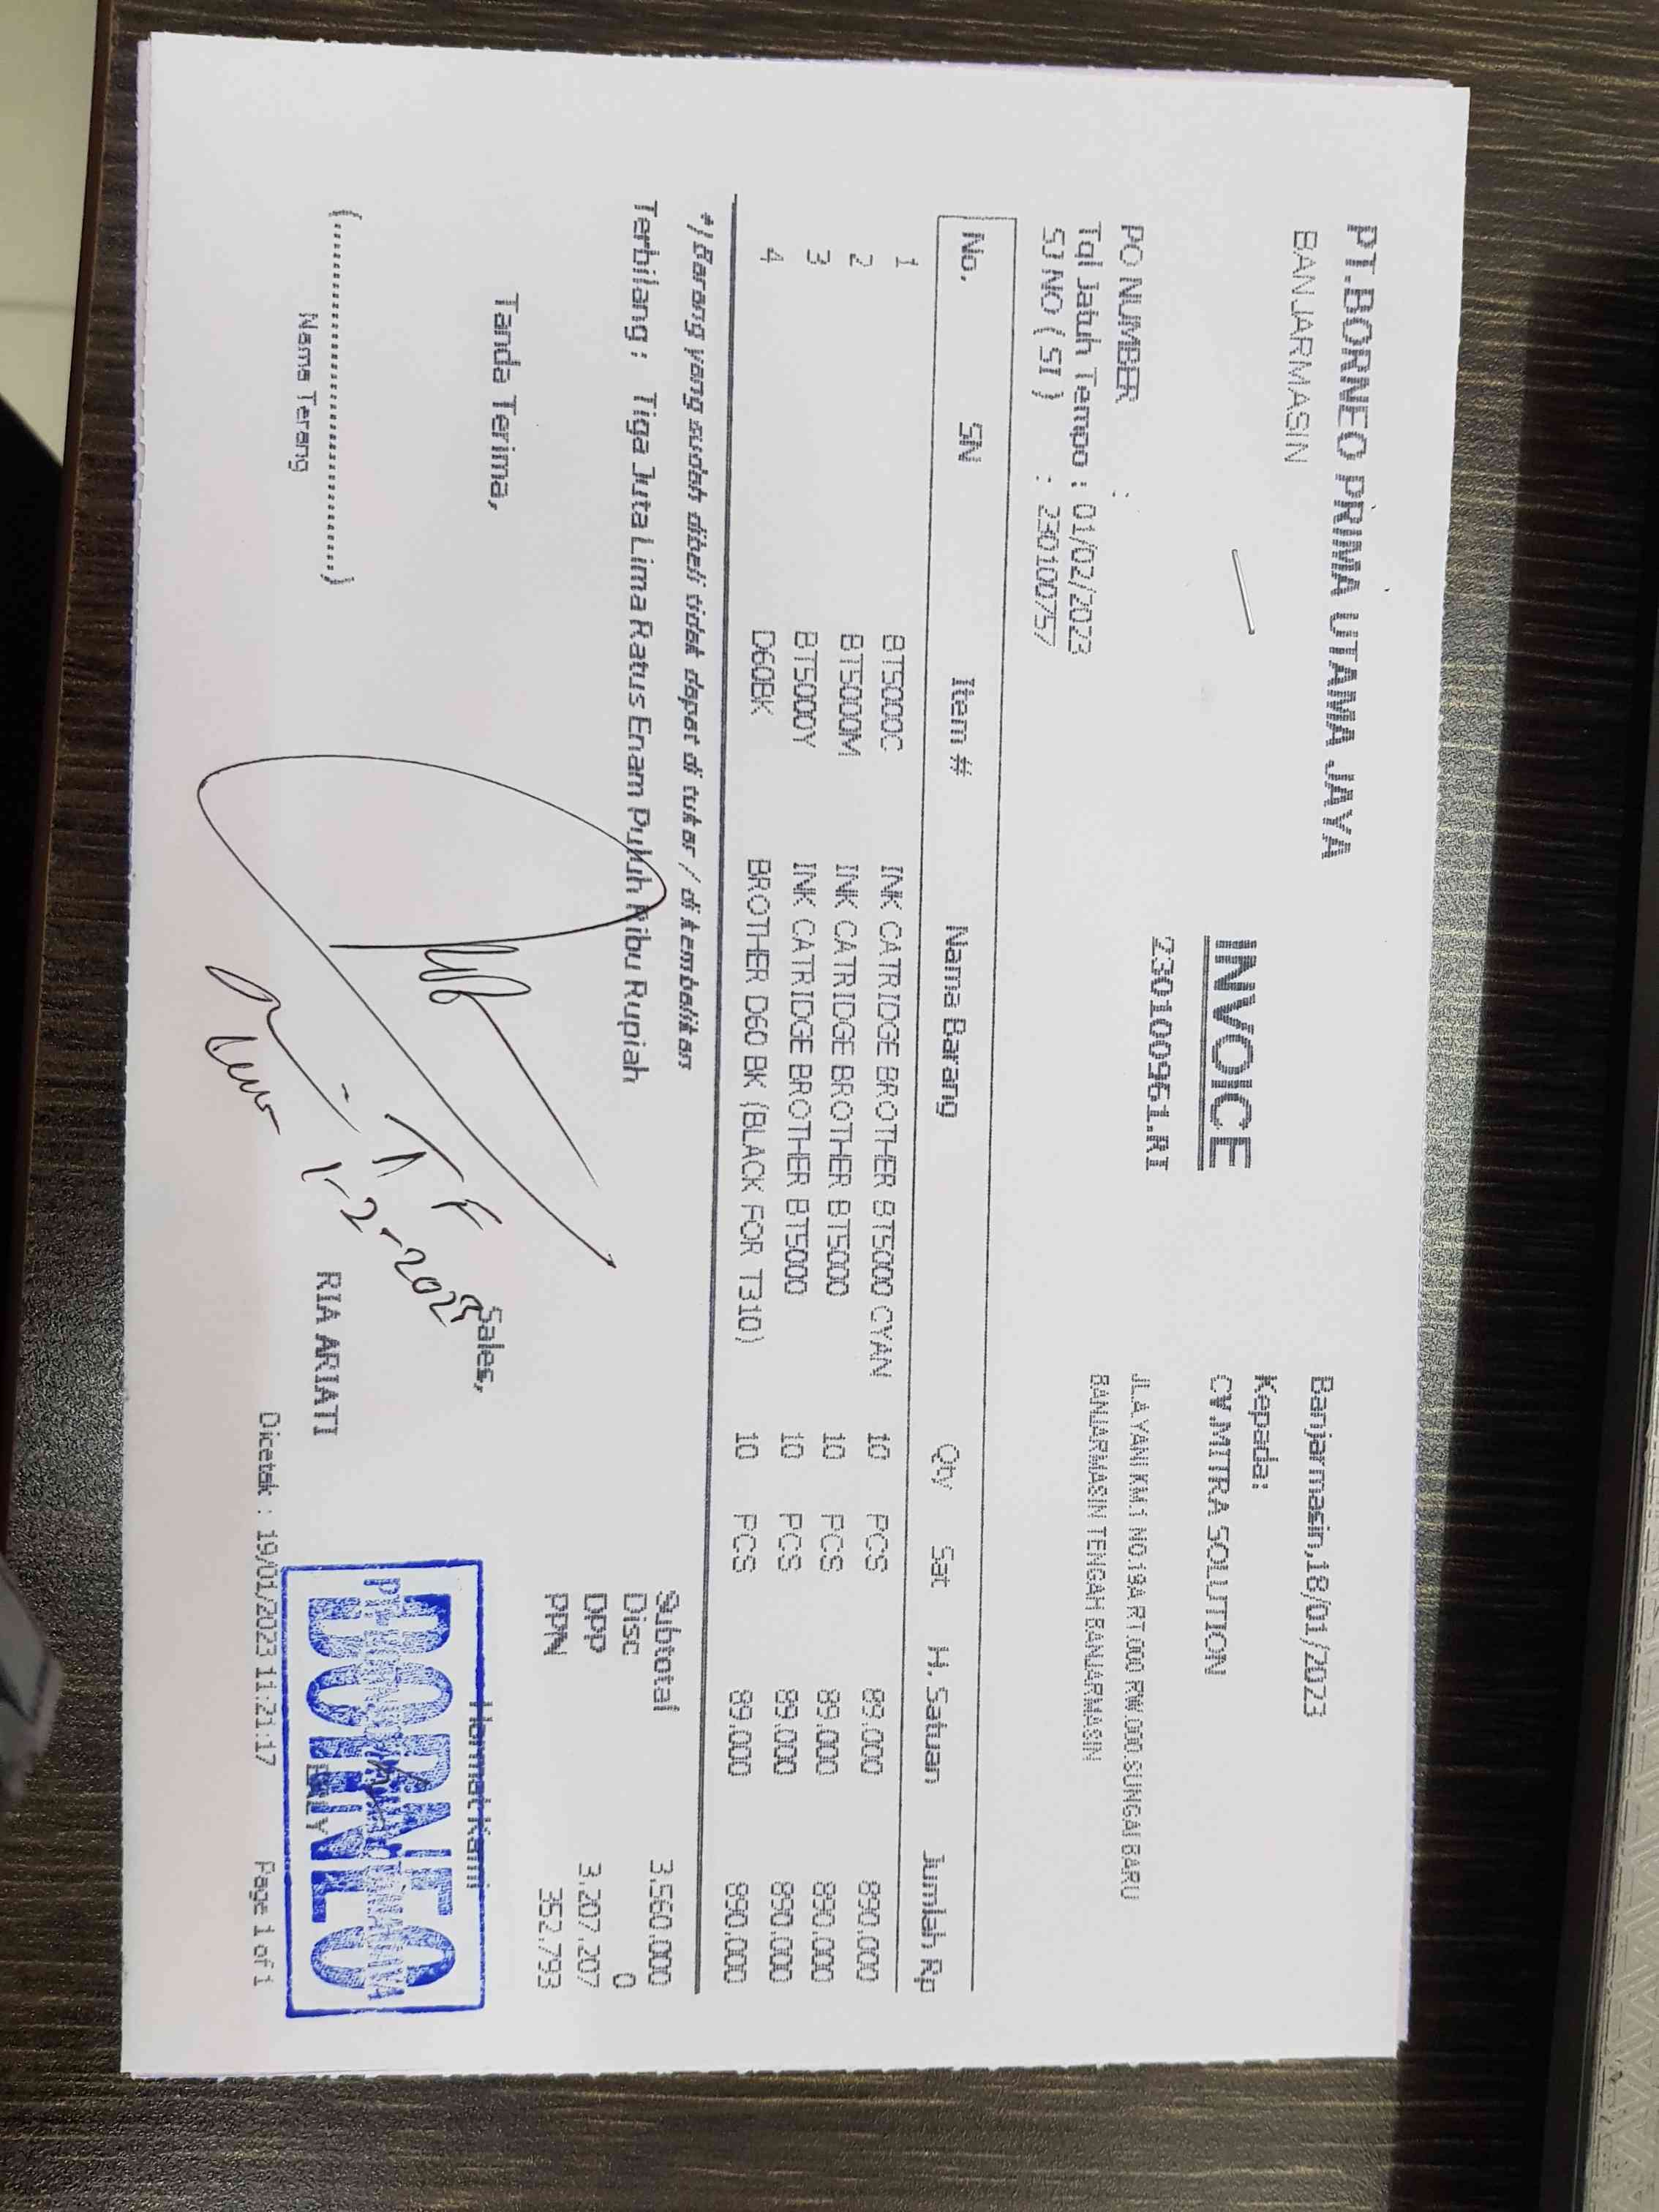 PT.BORNEO PRIMA UTAMA JAYA
BANJARMASIN
INVOICE
230100961.RI
Banjarmasin,18/01/2023
Kepada:
CV.MITRA SOLUTION
JL.A.YANI KM.1 NO.19A RT.000 RW.000.SUNGAI BARU
BANJARMASIN TENGAH BANJARMASIN
PO NUMBER :
Tgl Jatuh Tempo : 01/02/2023
SJ NO ( SI ) : 230100757
No. SN Item # Nama Barang Qty Sat H. Satuan Jumlah Rp
1 BT5000C INK CATRIDGE BROTHER BT5000 CYAN 10 PCS 89.000 890.000
2 BT5000M INK CATRIDGE BROTHER BT5000 10 PCS 89.000 890.000
3 BT5000Y INK CATRIDGE BROTHER BT5000 10 PCS 89.000 890.000
4 D60BK BROTHER D60 BK (BLACK FOR T310) 10 PCS 89.000 890.000
*) Barang yang sudah dibeli tidak dapat di tukar / di kembalikan
Terbilang : Tiga Juta Lima Ratus Enam Puluh Ribu Rupiah
Subtotal 3.560.000
Disc 0
DPP 3.207.207
PPN 352.793
Tanda Terima,
Sales,
Hormat Kami
TF
1-2-2023
BORNEO
(..............................)
Nama Terang
RIA ARIATI
Dicetak : 19/01/2023 11:21:17 Page 1 of 1